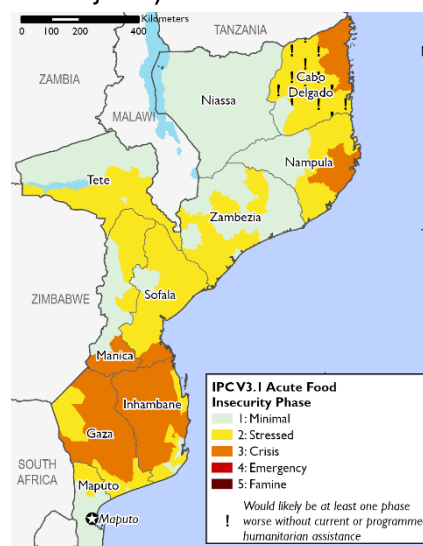 Kilometers
0 100 200 400
TANZANIA
ZAMBIA
Cabo
Delgado
Niassa
MALAWI
Nampula
Tete
Zambezia
ZIMBABWE
Sofala
Manica
Inhambane
Gaza
SOUTH
AFRICA
Maputo
Maputo
IPC V3.1 Acute Food
Insecurity Phase
1: Minimal
2: Stressed
3: Crisis
4: Emergency
5: Famine
Would likely be at least one phase
worse without current or programme
! humanitarian assistance